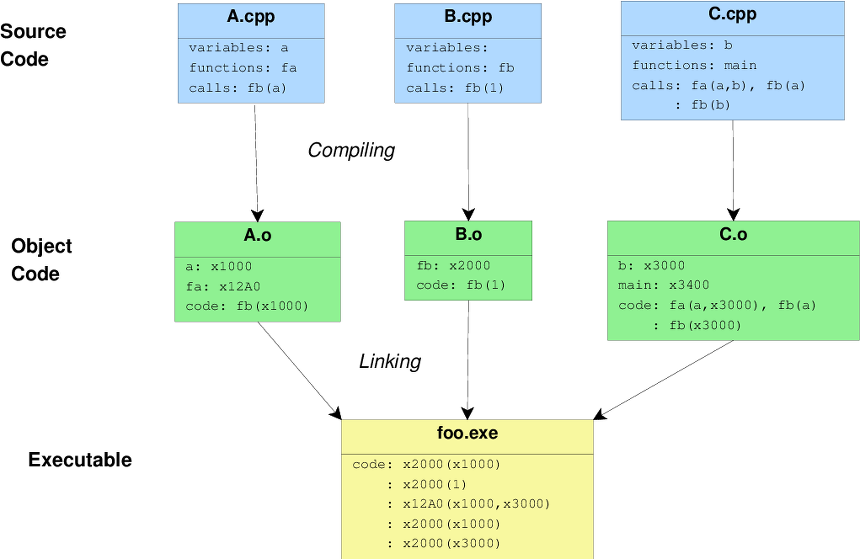 Source
Code
A.cpp
variables: a
functions: fa
calls: fb(a)
B.cpp
variables:
functions: fb
calls: fb(1)
C.cpp
variables: b
functions: main
calls: fa(a,b), fb(a)
: fb(b)
Compiling
Object
Code
A.o
a: x1000
fa: x12A0
code: fb(x1000)
B.o
fb: x2000
code: fb(1)
C.o
b: x3000
main: x3400
code: fa(a,x3000), fb(a)
: fb(x3000)
Linking
Executable
foo.exe
code: x2000(x1000)
: x2000(1)
: x12A0(x1000,x3000)
: x2000(x1000)
: x2000(x3000)